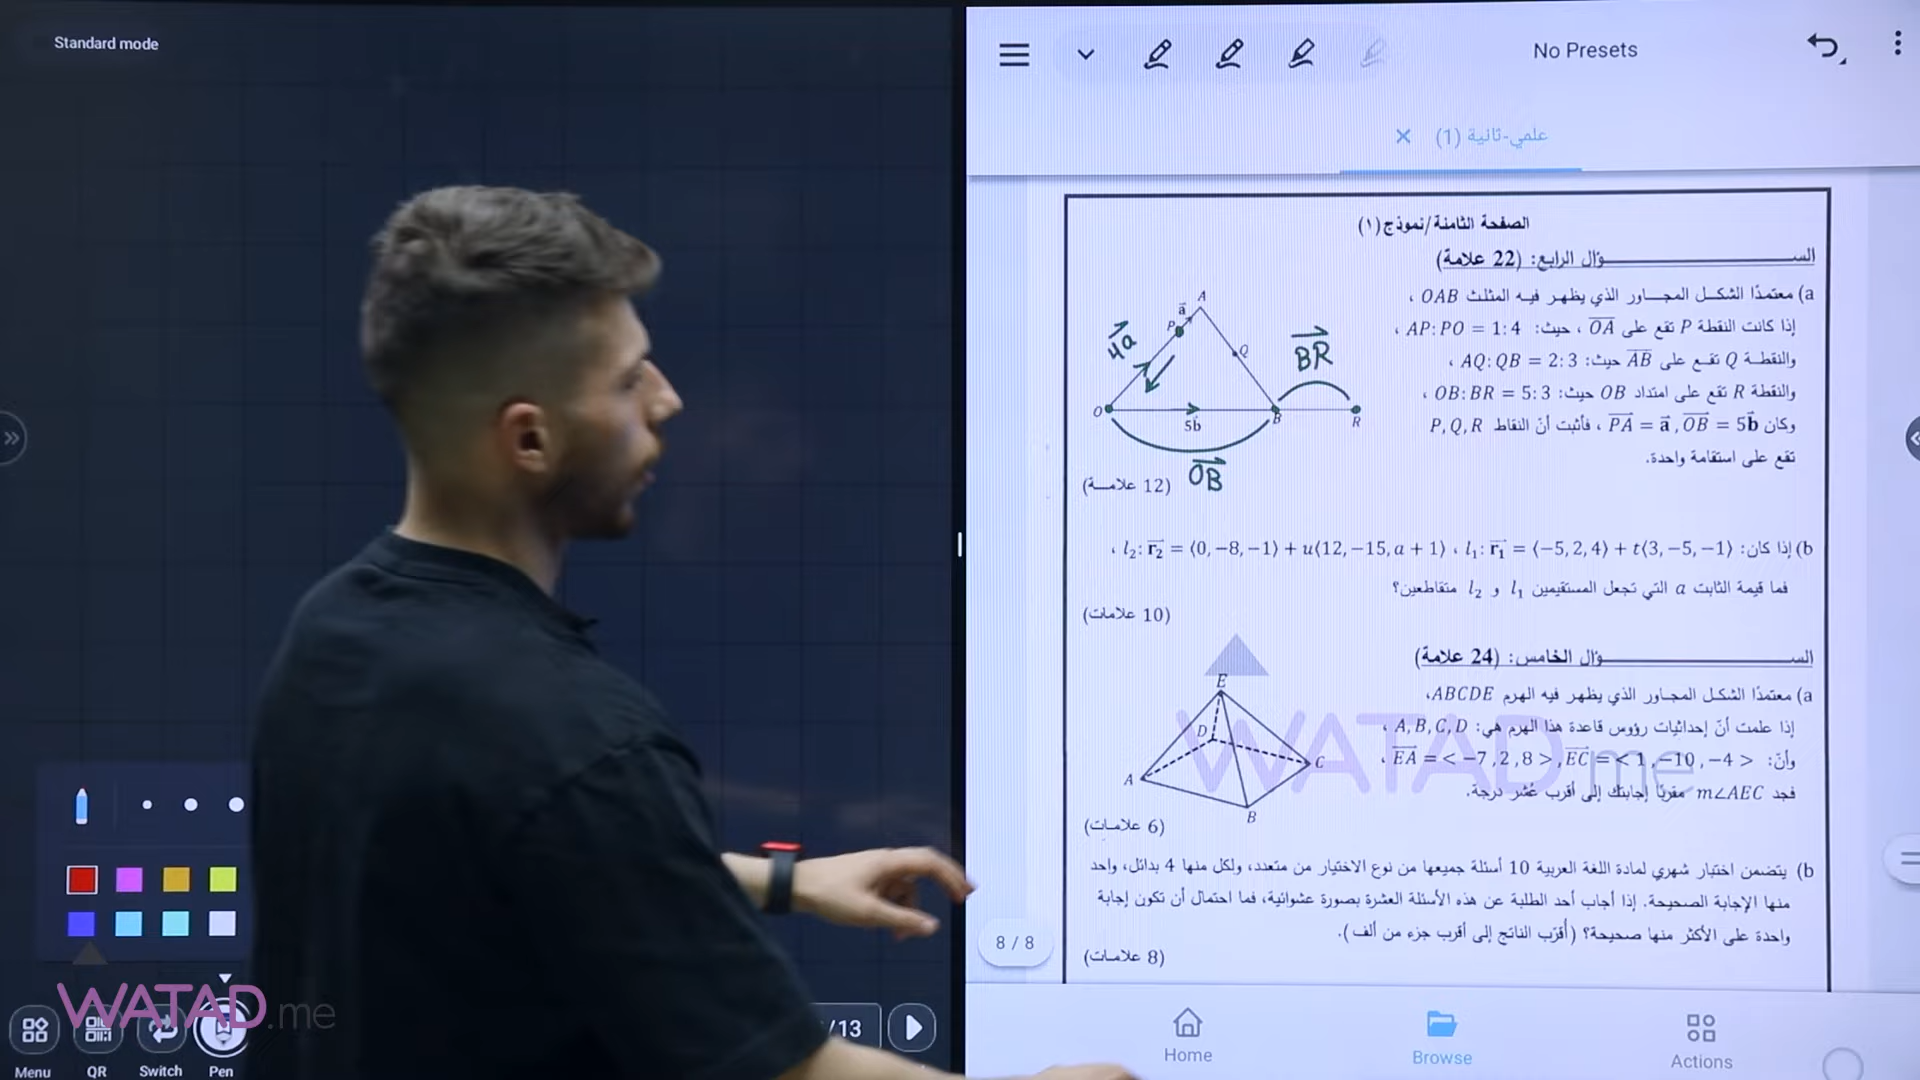 Standard mode
No Presets
علمي-ثانية (1)
الصفحة الثامنة/نموذج(١)
الســـــؤال الرابع: (22 علامة)
a) معتمدًا الشكل المجاور الذي يظهر فيه المثلث OAB ،
إذا كانت النقطة P تقع على OA ، حيث: AP:PO = 1:4 ،
والنقطة Q تقع على AB حيث: AQ:QB = 2:3 ،
والنقطة R تقع على امتداد OB حيث: OB:BR = 5:3 ،
وكان PA = a , OB = 5b ، فأثبت أنّ النقاط P, Q, R
تقع على استقامة واحدة.
(12 علامة)
A
a
P
4a
Q
BR
O
5b
B
R
OB
b) إذا كان: l₁: r₁ = ⟨−5, 2, 4⟩ + t⟨3, −5, −1⟩ ، l₂: r₂ = ⟨0, −8, −1⟩ + u⟨12, −15, a + 1⟩ ،
فما قيمة الثابت a التي تجعل المستقيمين l₁ و l₂ متقاطعين؟
(10 علامات)
الســـــؤال الخامس: (24 علامة)
a) معتمدًا الشكل المجاور الذي يظهر فيه الهرم ABCDE،
إذا علمت أنّ إحداثيات رؤوس قاعدة هذا الهرم هي: A, B, C, D ،
وأنّ: EA = < −7 , 2 , 8 > , EC = < 1 , −10 , −4 > ،
فجد m∠AEC مقربًا إجابتك إلى أقرب عُشر درجة.
(6 علامات)
E
D
A
C
B
WATAD.me
b) يتضمن اختبار شهري لمادة اللغة العربية 10 أسئلة جميعها من نوع الاختيار من متعدد، ولكل منها 4 بدائل، واحد
منها الإجابة الصحيحة. إذا أجاب أحد الطلبة عن هذه الأسئلة العشرة بصورة عشوائية، فما احتمال أن تكون إجابة
واحدة على الأكثر منها صحيحة؟ (أقرّب الناتج إلى أقرب جزء من ألف).
(8 علامات)
8 / 8
WATAD.me
/13
Menu
QR
Switch
Pen
Home
Browse
Actions